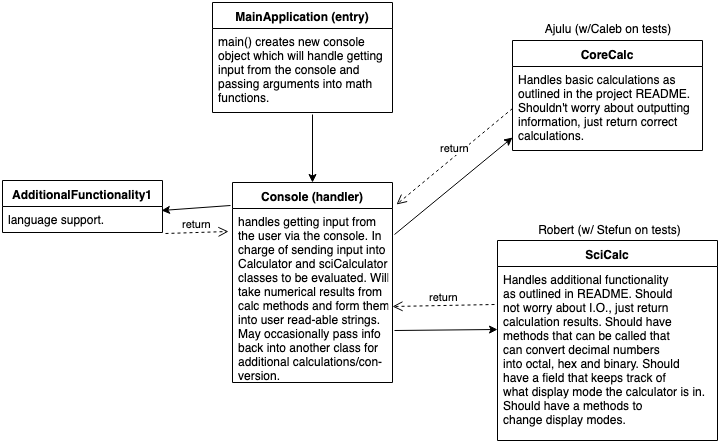 MainApplication (entry)
main() creates new console
object which will handle getting
input from the console and
passing arguments into math
functions.
Ajulu (w/Caleb on tests)
CoreCalc
Handles basic calculations as
outlined in the project README.
Shouldn't worry about outputting
information, just return correct
calculations.
return
AdditionalFunctionality1
language support.
return
Console (handler)
handles getting input from
the user via the console. In
charge of sending input into
Calculator and sciCalculator
classes to be evaluated. Will
take numerical results from
calc methods and form them
into user read-able strings.
May occasionally pass info
back into another class for
additional calculations/con-
version.
Robert (w/ Stefun on tests)
SciCalc
Handles additional functionality
as outlined in README. Should
not worry about I.O., just return
calculation results. Should have
methods that can be called that
can convert decimal numbers
into octal, hex and binary. Should
have a field that keeps track of
what display mode the calculator is in.
Should have a methods to
change display modes.
return